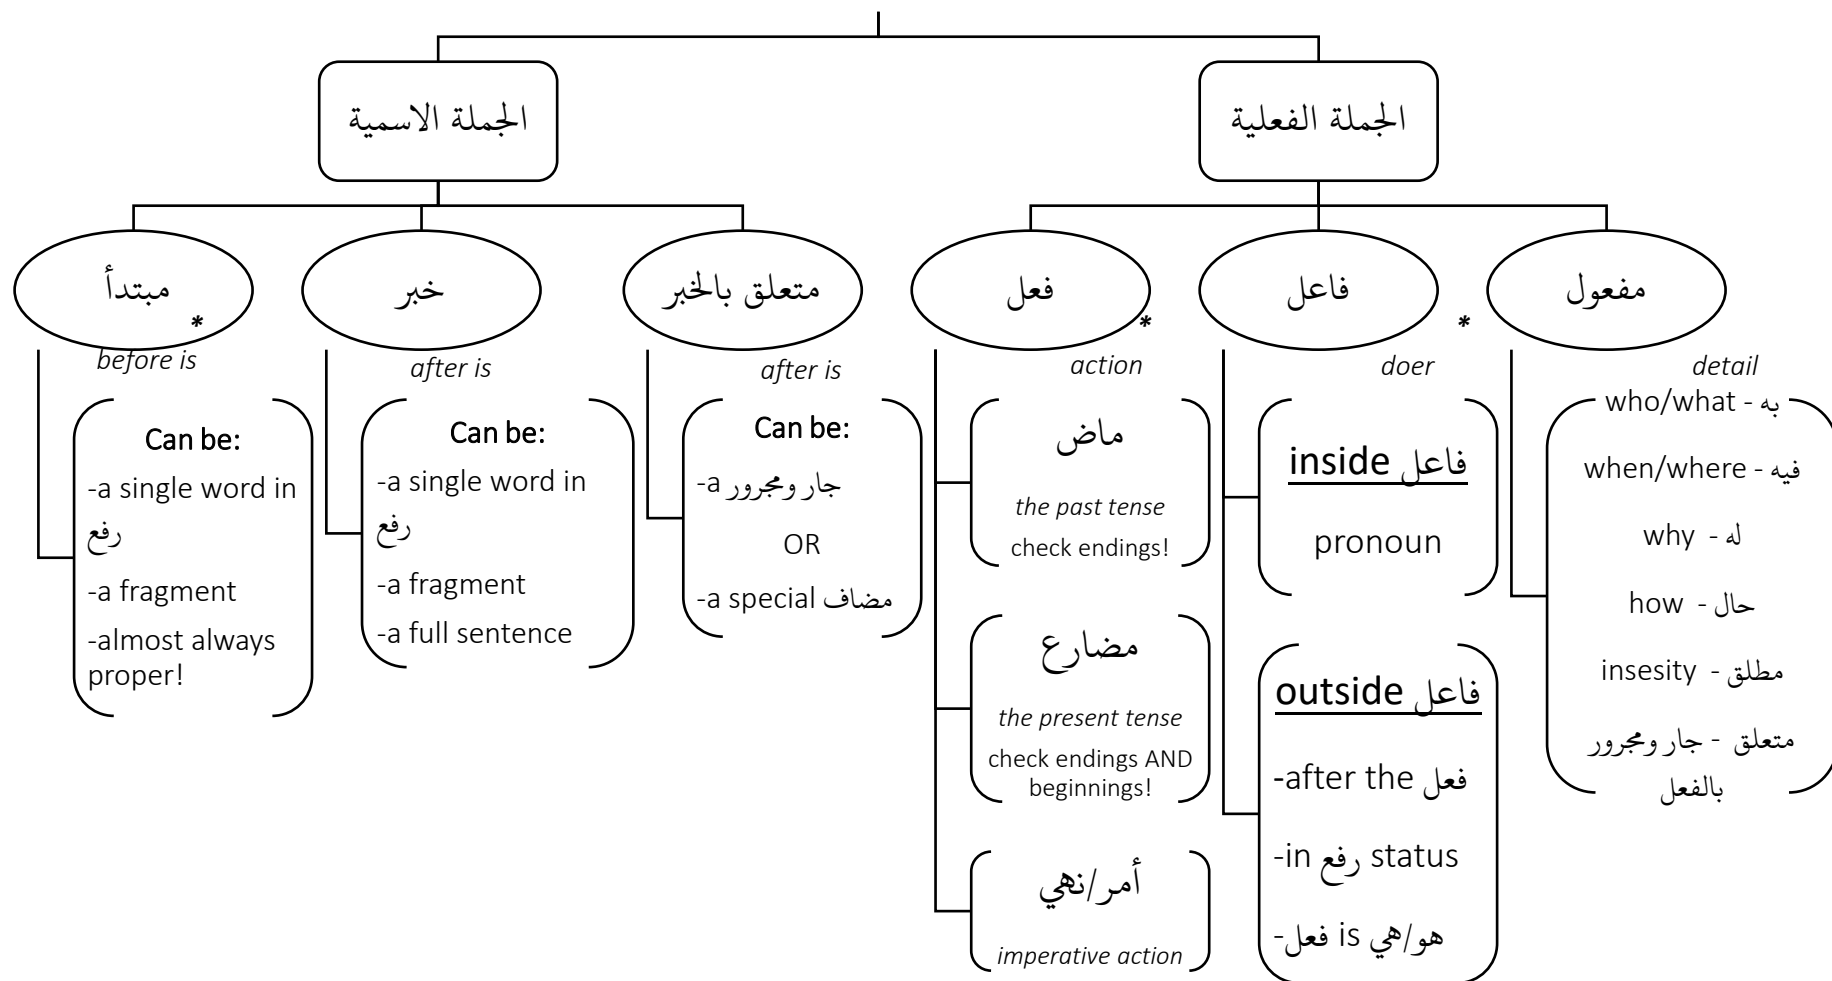 الجملة الاسمية
الجملة الفعلية
مبتدأ
*
before is
Can be:
-a single word in
رفع
-a fragment
-almost always
proper!
خبر
after is
Can be:
-a single word in
رفع
-a fragment
-a full sentence
متعلق بالخبر
after is
Can be:
-a جار ومجرور
OR
-a special مضاف
فعل
*
action
ماض
the past tense
check endings!
مضارع
the present tense
check endings AND
beginnings!
أمر/نهي
imperative action
فاعل
*
doer
inside فاعل
pronoun
outside فاعل
-after the فعل
-in رفع status
-فعل is هو/هي
مفعول
detail
who/what - به
when/where - فيه
why - له
how - حال
insesity - مطلق
متعلق - جار ومجرور
بالفعل